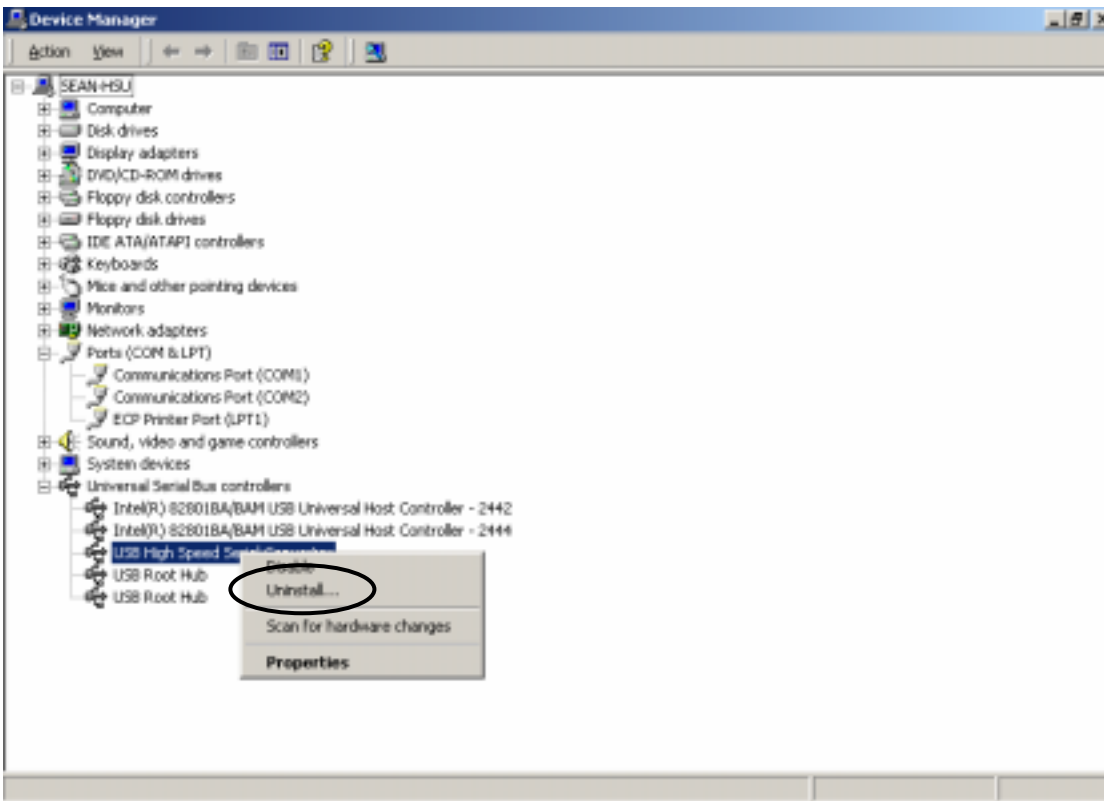 Device Manager
Action View
SEAN-HSU
Computer
Disk drives
Display adapters
DVD/CD-ROM drives
Floppy disk controllers
Floppy disk drives
IDE ATA/ATAPI controllers
Keyboards
Mice and other pointing devices
Monitors
Network adapters
Ports (COM & LPT)
Communications Port (COM1)
Communications Port (COM2)
ECP Printer Port (LPT1)
Sound, video and game controllers
System devices
Universal Serial Bus controllers
Intel(R) 82801BA/BAM USB Universal Host Controller - 2442
Intel(R) 82801BA/BAM USB Universal Host Controller - 2444
USB High Speed Serial Converter
Disable
USB Root Hub
Uninstall...
USB Root Hub
Scan for hardware changes
Properties